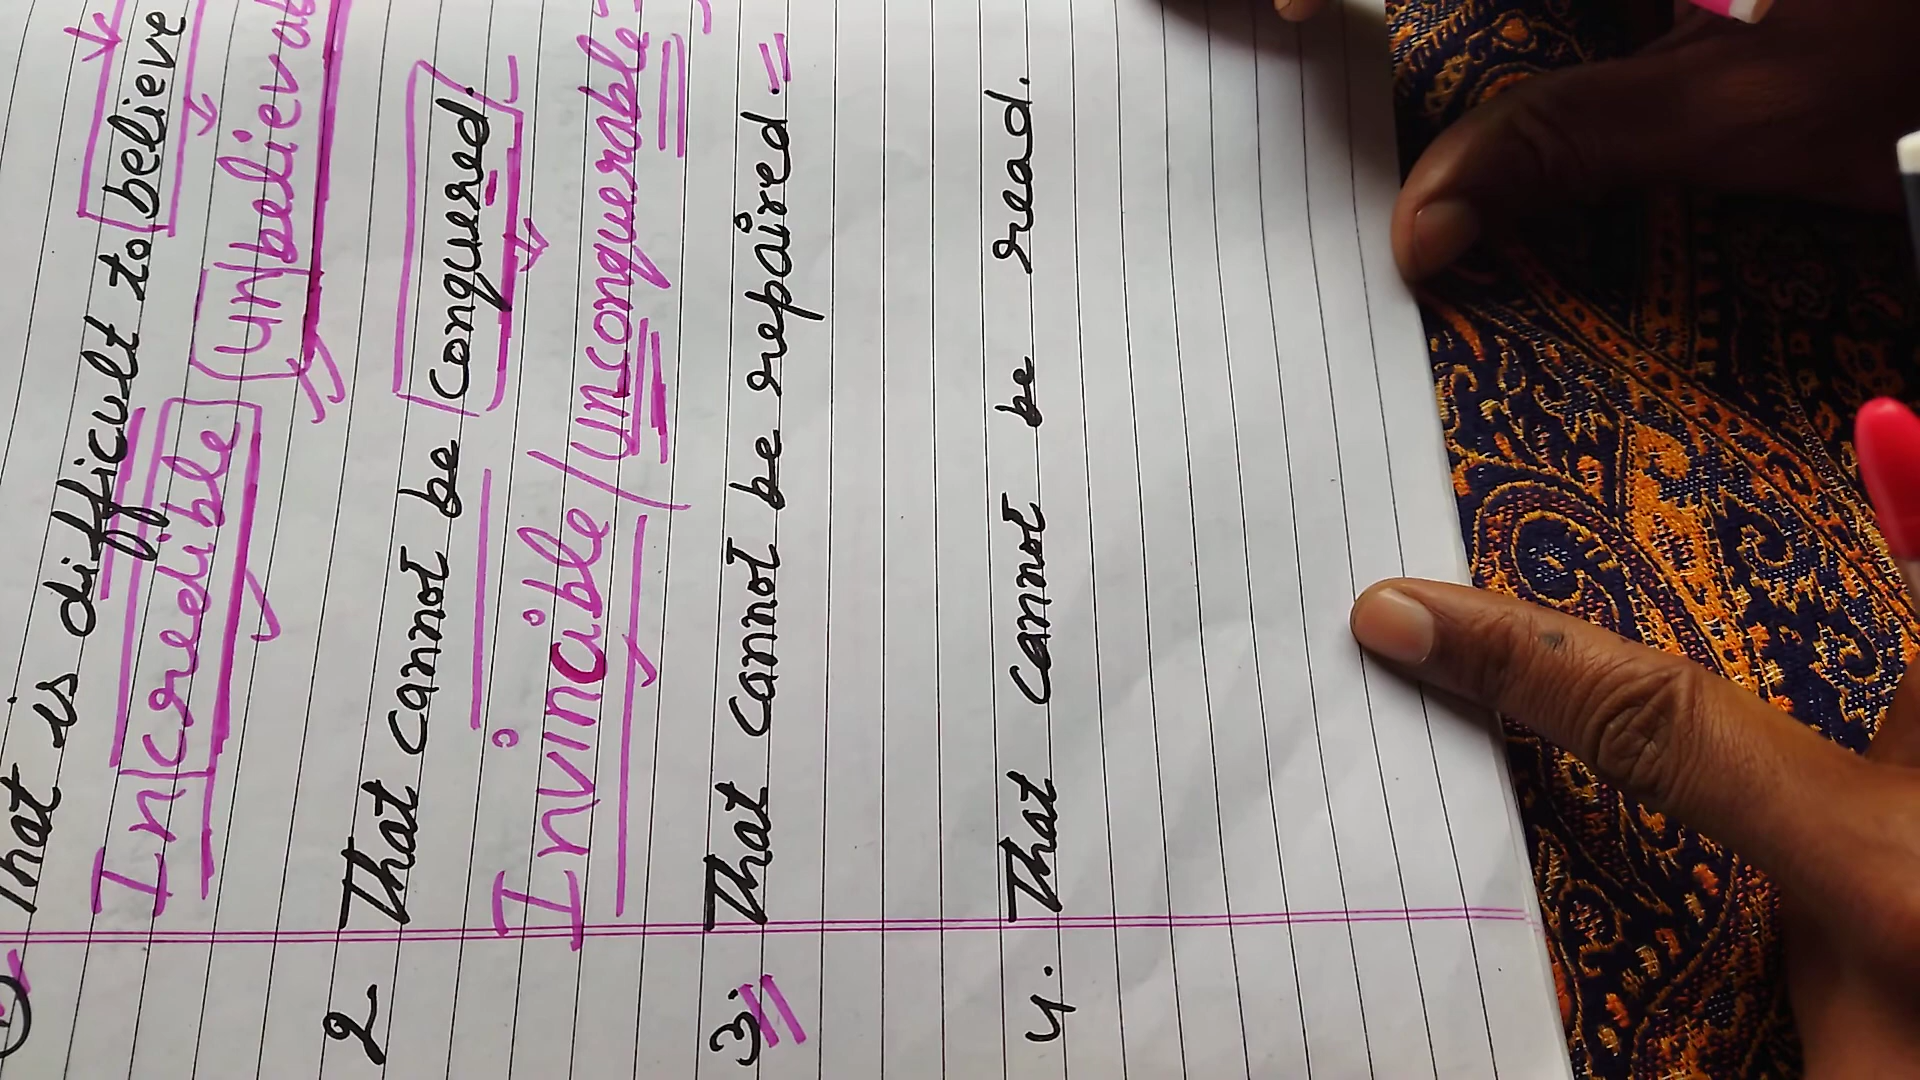 ① That is difficult to believe
Incredible (unbelievab
2 That cannot be conquered.
Invincible/unconquerable-
3. That cannot be repaired.
4. That cannot be read.